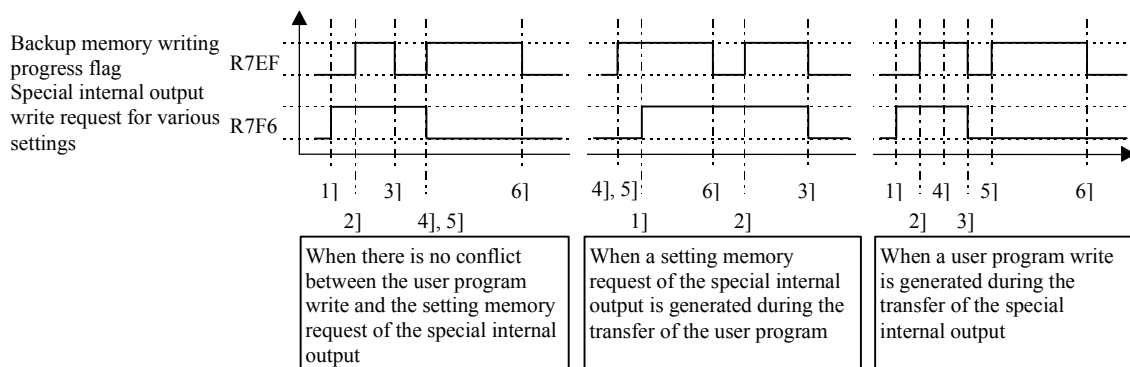 Backup memory writing
progress flag
R7EF
Special internal output
write request for various
settings
R7F6
1] 3] 6] 4], 5] 6] 3] 1] 4] 5] 6]
2] 4], 5] 1] 2] 2] 3]
When there is no conflict
between the user program
write and the setting memory
request of the special internal
output
When a setting memory
request of the special internal
output is generated during the
transfer of the user program
When a user program write
is generated during the
transfer of the special
internal output